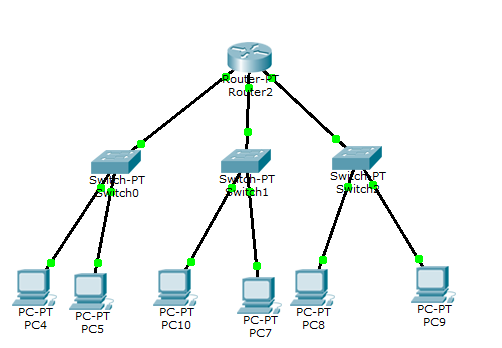 Router-PT
Router2
Switch-PT
Switch0
Switch-PT
Switch1
Switch-PT
PC-PT
PC4
PC-PT
PC5
PC-PT
PC10
PC-PT
PC7
PC-PT
PC8
PC-PT
PC9